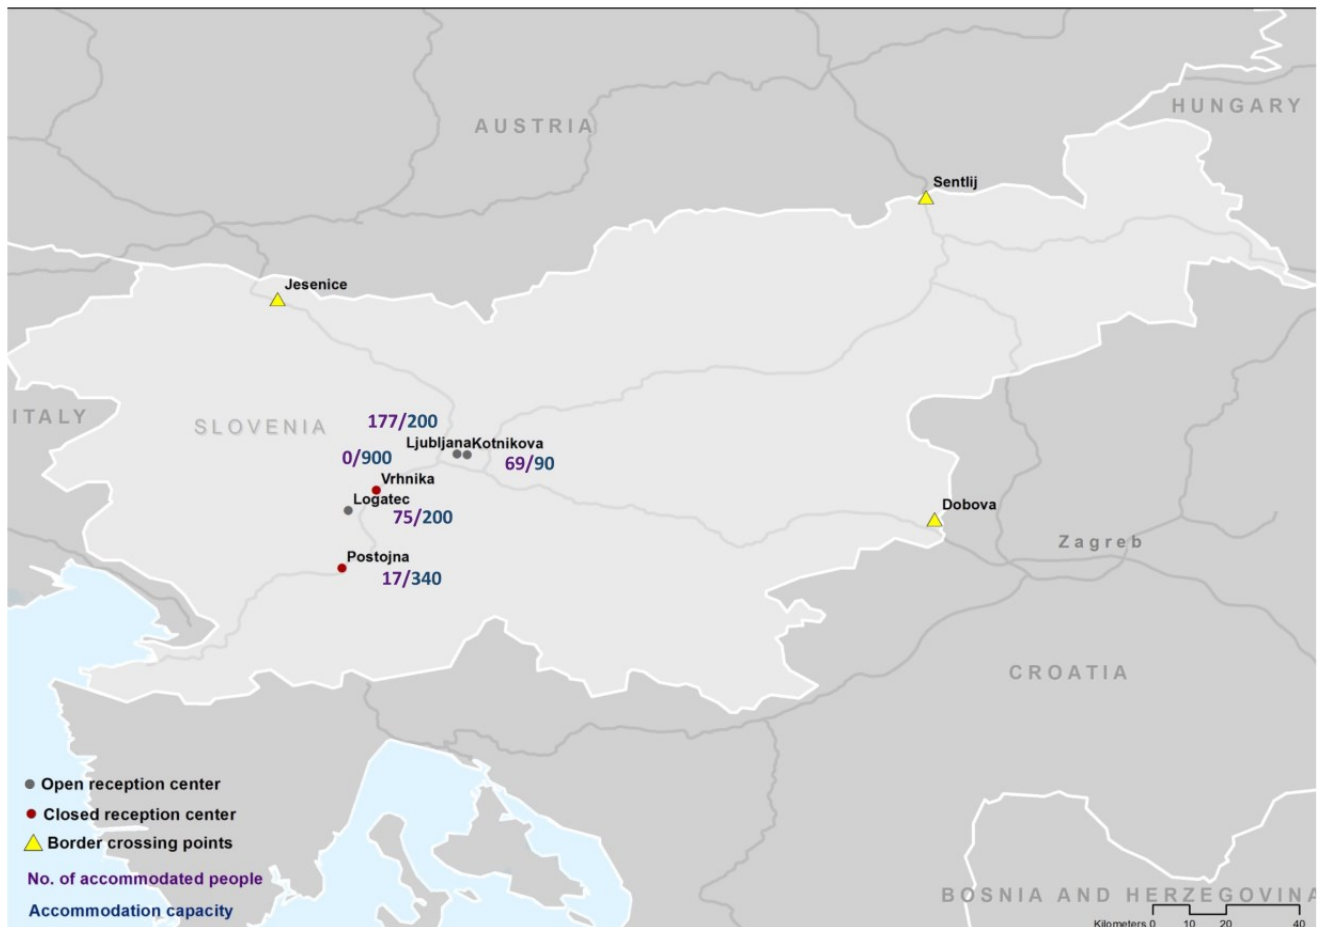 HUNGARY
AUSTRIA
Sentlij
Jesenice
ITALY
SLOVENIA
177/200
LjubljanaKotnikova
0/900
69/90
Vrhnika
Logatec
75/200
Dobova
Zagreb
Postojna
17/340
CROATIA
Open reception center
Closed reception center
Border crossing points
No. of accommodated people
Accommodation capacity
BOSNIA AND HERZEGOVINA
Kilometers 0 10 20 40